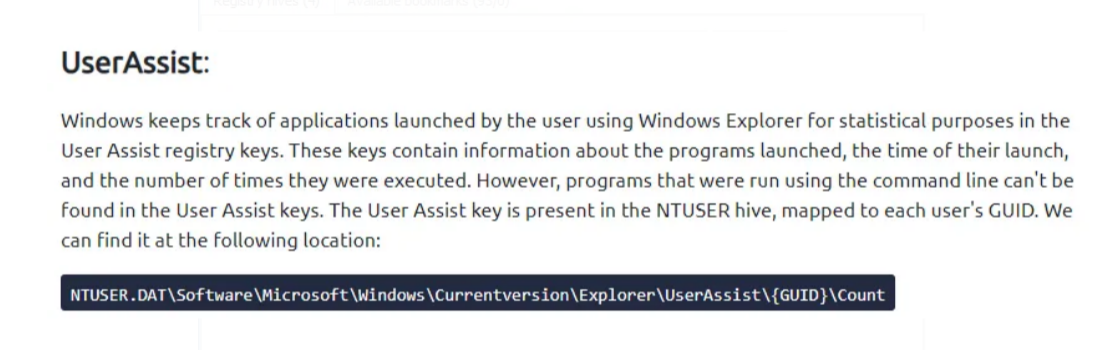 Registry Hives (4) Available Bookmarks (55/0)
UserAssist:
Windows keeps track of applications launched by the user using Windows Explorer for statistical purposes in the
User Assist registry keys. These keys contain information about the programs launched, the time of their launch,
and the number of times they were executed. However, programs that were run using the command line can't be
found in the User Assist keys. The User Assist key is present in the NTUSER hive, mapped to each user's GUID. We
can find it at the following location:
NTUSER.DAT\Software\Microsoft\Windows\Currentversion\Explorer\UserAssist\{GUID}\Count